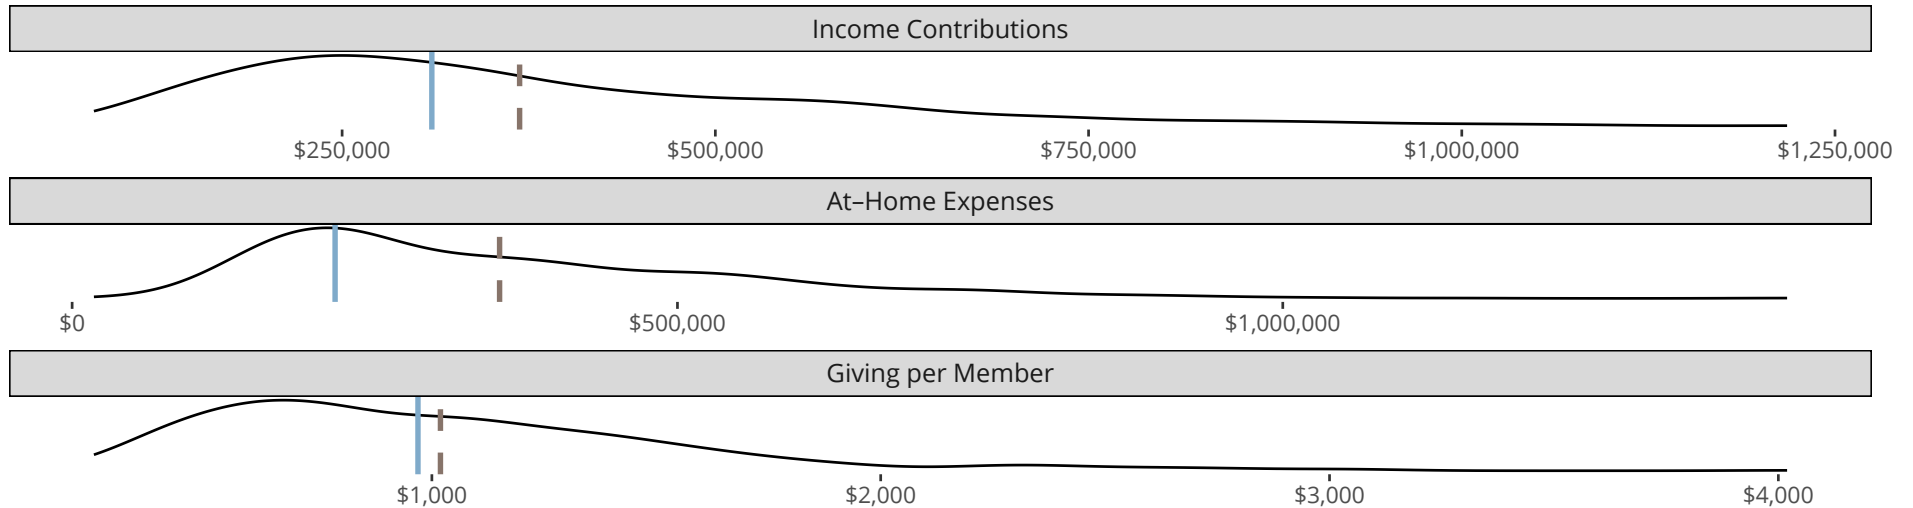 Income Contributions
$250,000 $500,000 $750,000 $1,000,000 $1,250,000
At–Home Expenses
$0 $500,000 $1,000,000
Giving per Member
$1,000 $2,000 $3,000 $4,000